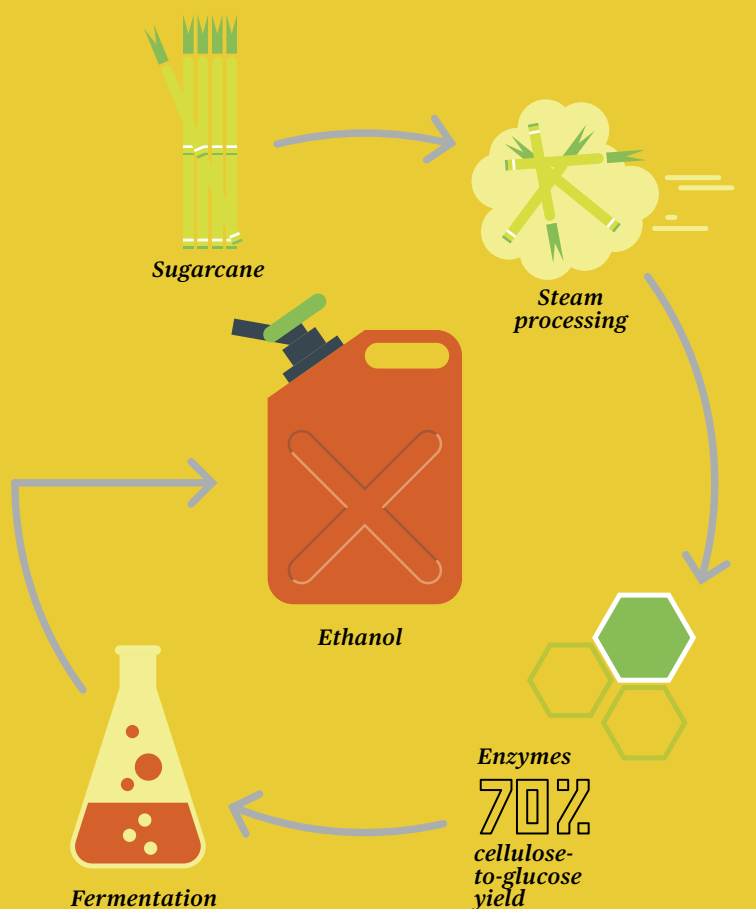 Sugarcane
Steam
processing
Ethanol
Enzymes
70%
cellulose-
to-glucose
yield
Fermentation